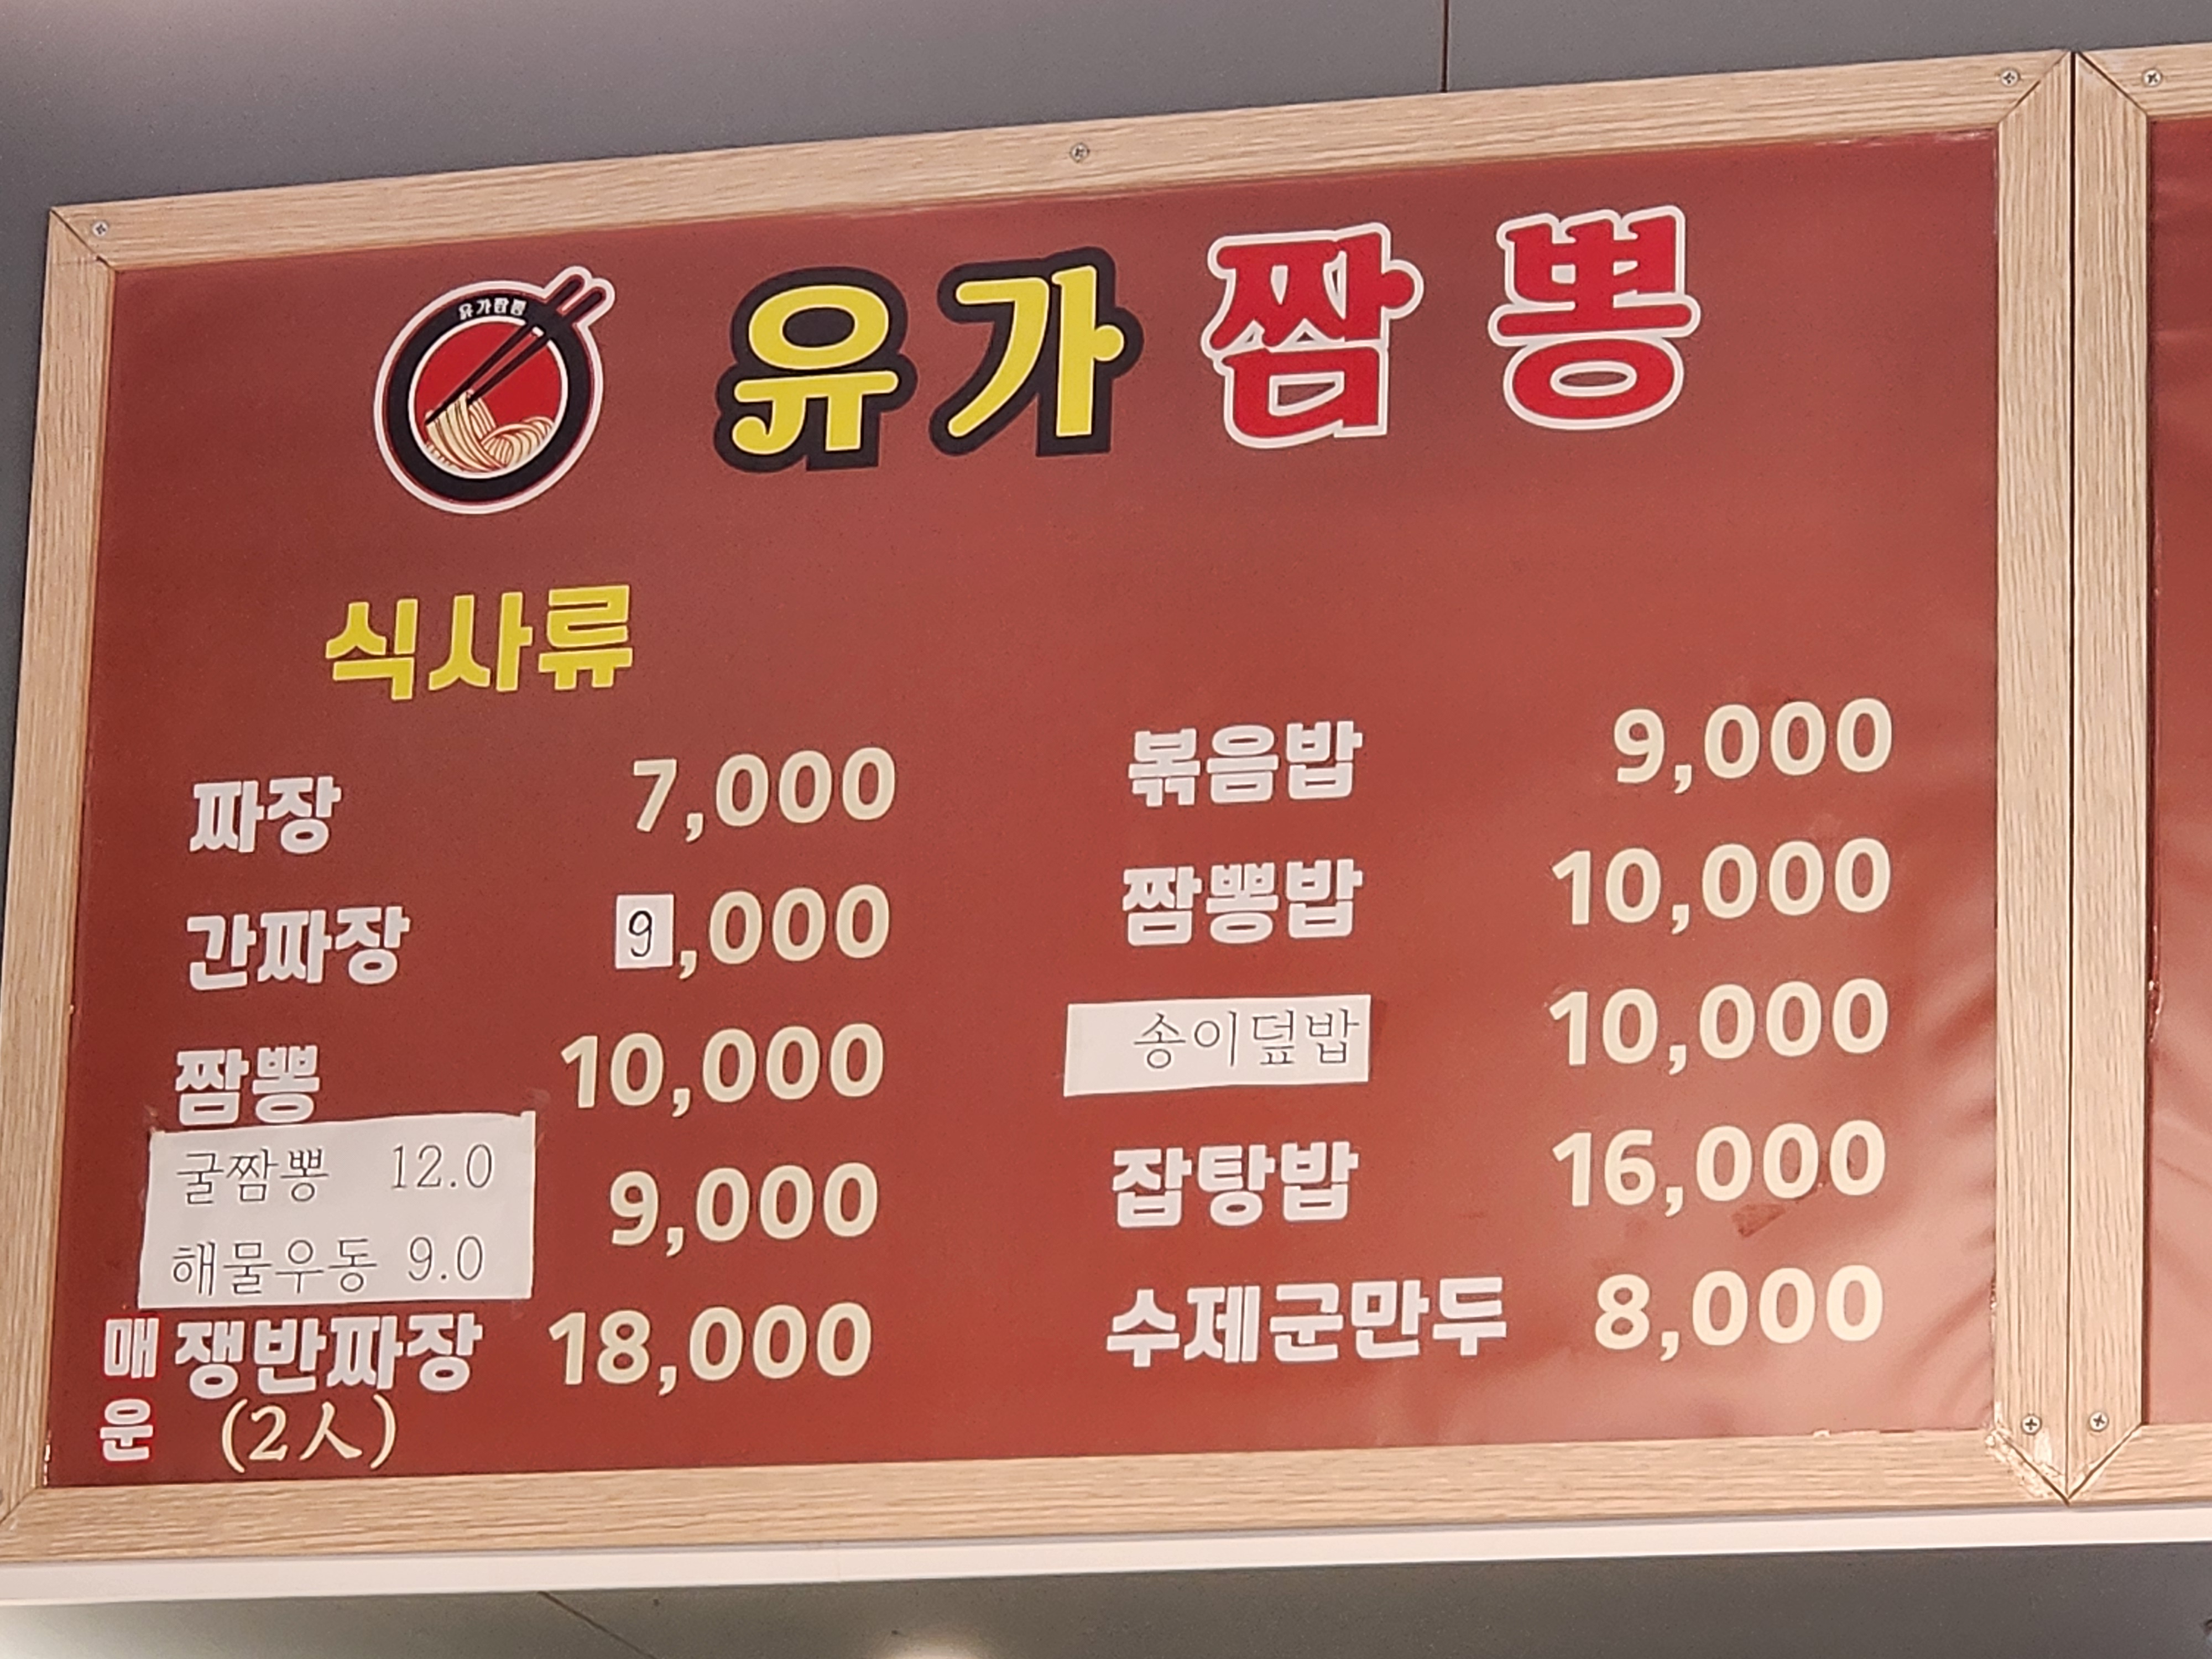 유가짬뽕
유가짬뽕
식사류
짜장 7,000
간짜장 9,000
짬뽕 10,000
굴짬뽕 12.0
해물우동 9.0
9,000
매운 쟁반짜장 18,000
(2人)
볶음밥 9,000
짬뽕밥 10,000
송이덮밥 10,000
잡탕밥 16,000
수제군만두 8,000